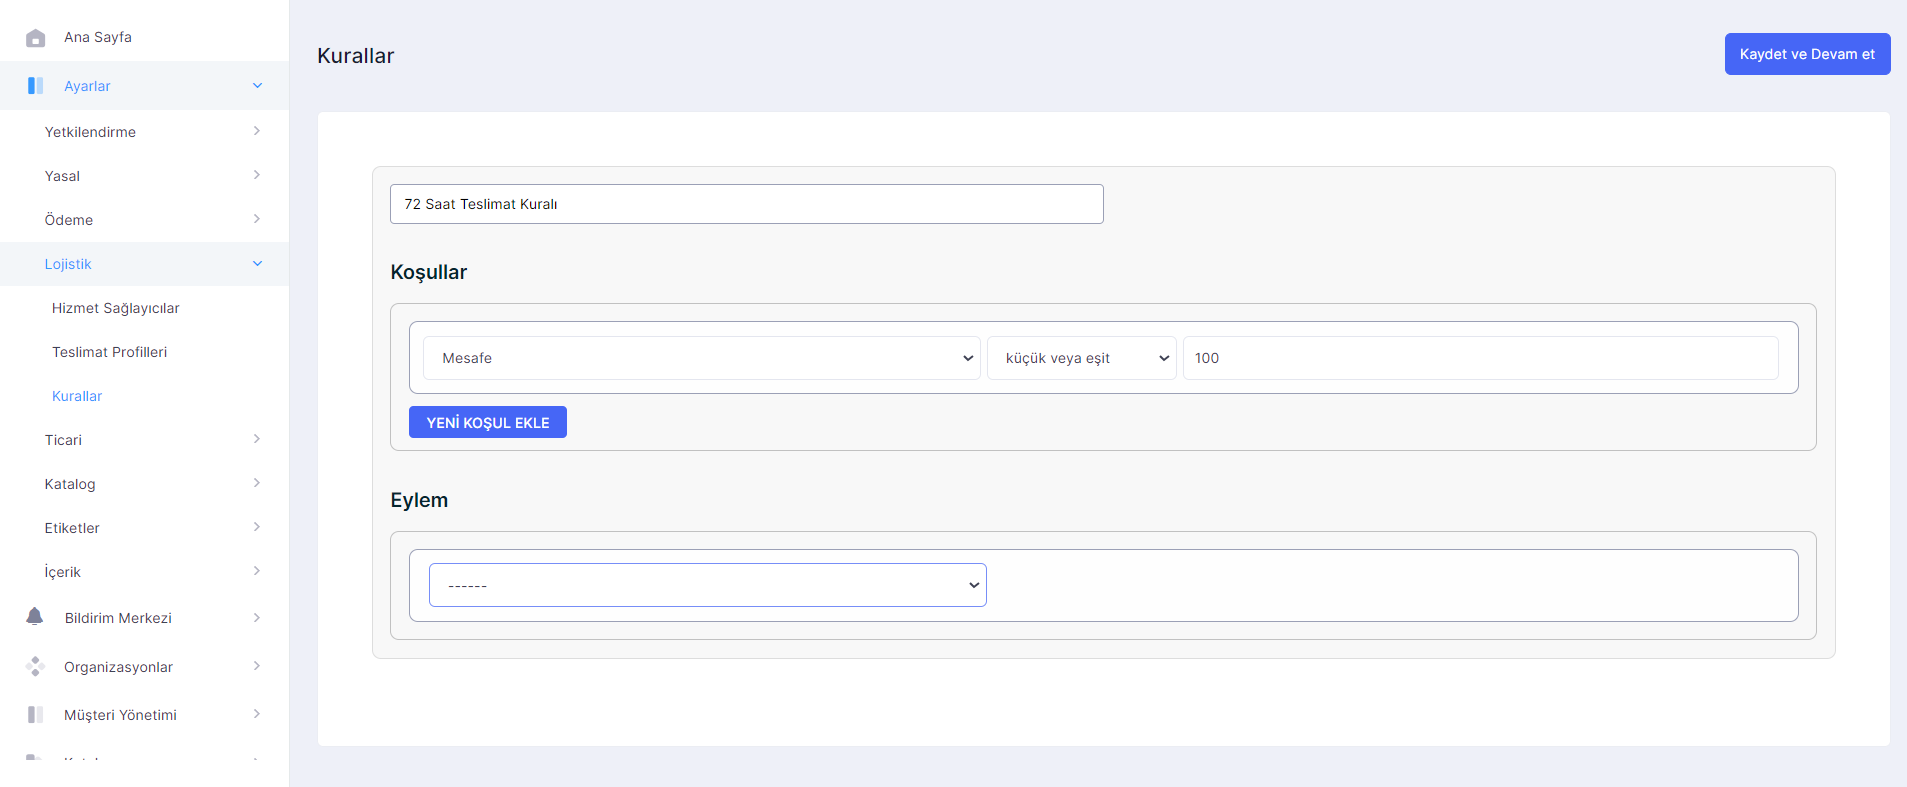 Ana Sayfa
Ayarlar
Yetkilendirme
Yasal
Ödeme
Lojistik
Hizmet Sağlayıcılar
Teslimat Profilleri
Kurallar
Ticari
Katalog
Etiketler
İçerik
Bildirim Merkezi
Organizasyonlar
Müşteri Yönetimi
Kurallar
Kaydet ve Devam et
72 Saat Teslimat Kuralı
Koşullar
Mesafe
küçük veya eşit
100
YENİ KOŞUL EKLE
Eylem
------